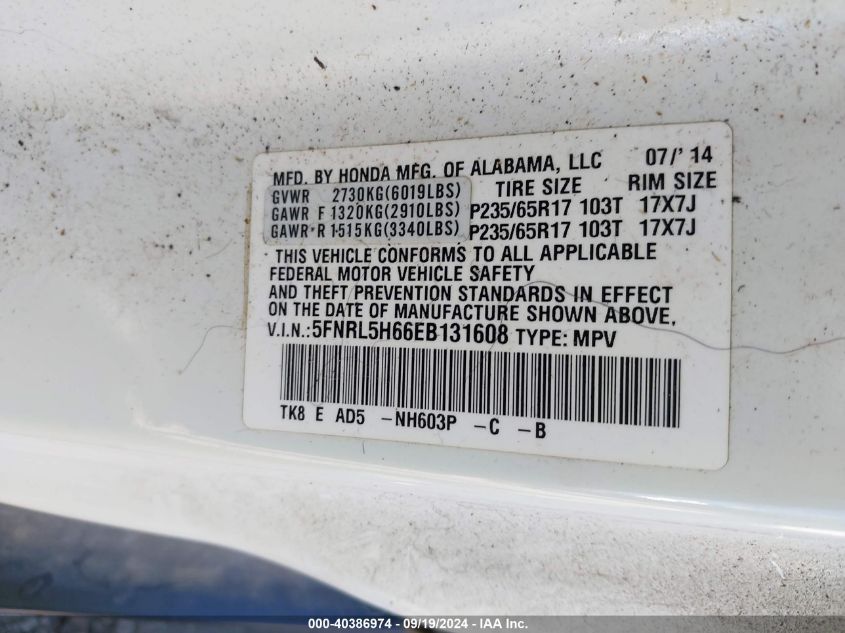 MFD. BY HONDA MFG. OF ALABAMA, LLC 07/'14
GVWR 2730KG(6019LBS) TIRE SIZE RIM SIZE
GAWR F 1320KG(2910LBS) P235/65R17 103T 17X7J
GAWR R 1515KG(3340LBS) P235/65R17 103T 17X7J
THIS VEHICLE CONFORMS TO ALL APPLICABLE
FEDERAL MOTOR VEHICLE SAFETY
AND THEFT PREVENTION STANDARDS IN EFFECT
ON THE DATE OF MANUFACTURE SHOWN ABOVE.
V.I.N.:5FNRL5H66EB131608 TYPE: MPV
TK8 E AD5 -NH603P -C -B
000-40386974 - 09/19/2024 - IAA Inc.